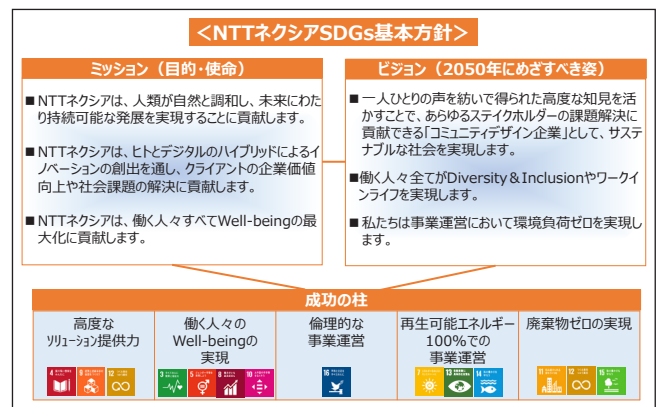 ＜NTTネクシアSDGs基本方針＞
ミッション（目的・使命）
■NTTネクシアは、人類が自然と調和し、未来にわた
り持続可能な発展を実現することに貢献します。
■NTTネクシアは、ヒトとデジタルのハイブリッドによるイ
ノベーションの創出を通し、クライアントの企業価値
向上や社会課題の解決に貢献します。
■NTTネクシアは、働く人々すべてWell-beingの最
大化に貢献します。
ビジョン（2050年にめざすべき姿）
■一人ひとりの声を紡いで得られた高度な知見を活
かすことで、あらゆるステイクホルダーの課題解決に
貢献できる「コミュニティデザイン企業」として、サステ
ナブルな社会を実現します。
■働く人々全てがDiversity＆Inclusionやワークイ
ンライフを実現します。
■私たちは事業運営において環境負荷ゼロを実現し
ます。
成功の柱
高度な
ソリューション提供力
4
9
12
働く人々の
Well-beingの
実現
3
5
8
10
倫理的な
事業運営
16
再生可能エネルギー
100％での
事業運営
7
13
14
廃棄物ゼロの実現
11
12
15